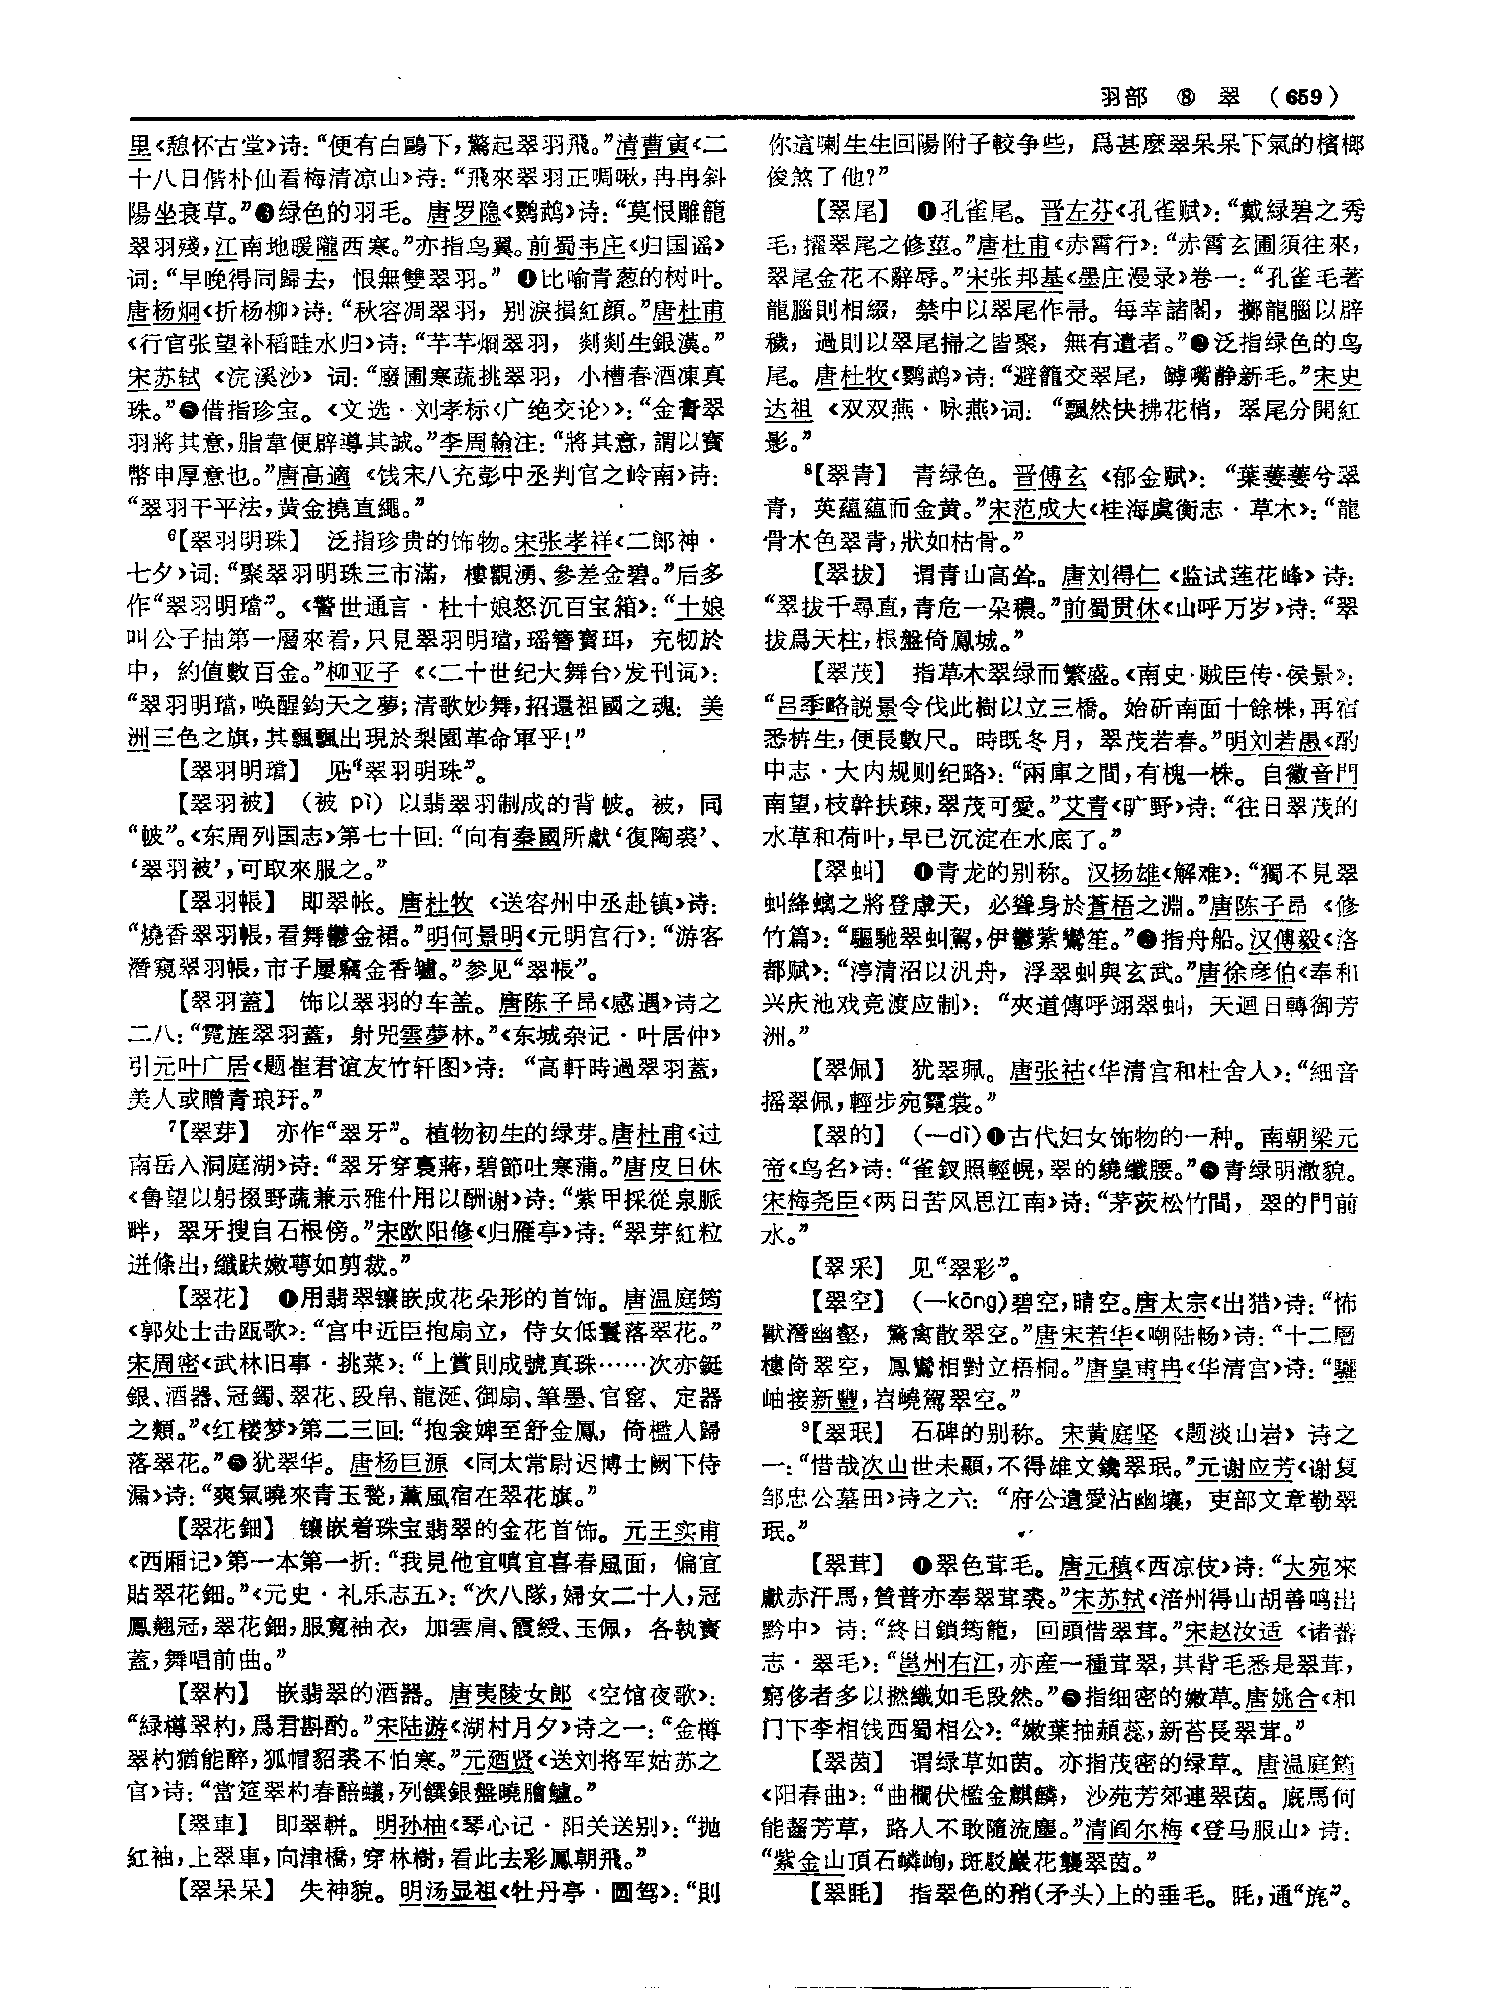 羽部 ⑧ 翠 （659）
里《憩怀古堂》诗：“便有白鷗下，驚起翠羽飛。”清曹寅《二
十八日偕朴仙看梅清凉山》诗：“飛來翠羽正啁啾，冉冉斜
陽坐衰草。”❸绿色的羽毛。唐罗隐《鹦鹉》诗：“莫恨雕籠
翠羽殘，江南地暖隴西寒。”亦指鸟翼。前蜀韦庄《归国谣》
词：“早晚得同歸去，恨無雙翠羽。” ❹比喻青葱的树叶。
唐杨炯《折杨柳》诗：“秋容凋翠羽，别淚損紅顔。”唐杜甫
《行官张望补稻畦水归》诗：“芊芊烱翠羽，剡剡生銀漢。”
宋苏轼《浣溪沙》词：“廢圃寒蔬挑翠羽，小槽春酒凍真
珠。”❺借指珍宝。《文选·刘孝标〈广绝交论〉》：“金膏翠
羽將其意，脂韋便辟導其誠。”李周翰注：“將其意，謂以寶
幣申厚意也。”唐高適《饯宋八充彭中丞判官之岭南》诗：
“翠羽干平法，黄金撓直繩。”
⁶【翠羽明珠】 泛指珍贵的饰物。宋张孝祥《二郎神·
七夕》词：“聚翠羽明珠三市滿，樓觀湧、參差金碧。”后多
作“翠羽明璫”。《警世通言·杜十娘怒沉百宝箱》：“十娘
叫公子抽第一層來看，只見翠羽明璫，瑶簪寶珥，充牣於
中，約值數百金。”柳亚子《〈二十世纪大舞台〉发刊词》：
“翠羽明璫，唤醒鈞天之夢；清歌妙舞，招還祖國之魂：美
洲三色之旗，其飄飄出現於梨園革命軍乎！”
【翠羽明璫】 见“翠羽明珠”。
【翠羽被】 （被 pī）以翡翠羽制成的背帔。被，同
“帔”。《东周列国志》第七十回：“向有秦國所獻‘復陶裘’、
‘翠羽被’，可取來服之。”
【翠羽帳】 即翠帐。唐杜牧《送容州中丞赴镇》诗：
“燒香翠羽帳，看舞鬱金裙。”明何景明《元明宫行》：“游客
潛窺翠羽帳，市子屢竊金香鑪。”参见“翠帳”。
【翠羽蓋】 饰以翠羽的车盖。唐陈子昂《感遇》诗之
二八：“霓旌翠羽蓋，射兕雲夢林。”《东城杂记·叶居仲》
引元叶广居《题崔君谊友竹轩图》诗：“高軒時過翠羽蓋，
美人或贈青琅玕。”
⁷【翠芽】 亦作“翠牙”。植物初生的绿芽。唐杜甫《过
南岳入洞庭湖》诗：“翠牙穿裛蔣，碧節吐寒蒲。”唐皮日休
《鲁望以躬掇野蔬兼示雅什用以酬谢》诗：“紫甲採從泉脈
畔，翠牙搜自石根傍。”宋欧阳修《归雁亭》诗：“翠芽紅粒
迸條出，纖趺嫩萼如剪裁。”
【翠花】 ❶用翡翠镶嵌成花朵形的首饰。唐温庭筠
《郭处士击瓯歌》：“宫中近臣抱扇立，侍女低鬟落翠花。”
宋周密《武林旧事·挑菜》：“上賞則成號真珠……次亦鋌
銀、酒器、冠鐲、翠花、段帛、龍涎、御扇、筆墨、官窑、定器
之類。”《红楼梦》第二三回：“抱衾婢至舒金鳳，倚檻人歸
落翠花。”❷犹翠华。唐杨巨源《同太常尉迟博士阙下待
漏》诗：“爽氣曉來青玉甃，薰風宿在翠花旗。”
【翠花鈿】 镶嵌着珠宝翡翠的金花首饰。元王实甫
《西厢记》第一本第一折：“我見他宜嗔宜喜春風面，偏宜
貼翠花鈿。”《元史·礼乐志五》：“次八隊，婦女二十人，冠
鳳翹冠，翠花鈿，服寬袖衣，加雲肩、霞綬、玉佩，各執寶
蓋，舞唱前曲。”
【翠杓】 嵌翡翠的酒器。唐夷陵女郎《空馆夜歌》：
“緑樽翠杓，爲君斟酌。”宋陆游《湖村月夕》诗之一：“金樽
翠杓猶能醉，狐帽貂裘不怕寒。”元迺贤《送刘将军姑苏之
官》诗：“當筵翠杓春醅蟻，列饌銀盤曉膾鱸。”
【翠車】 即翠輧。明孙柚《琴心记·阳关送别》：“抛
紅袖，上翠車，向津橋，穿林樹，看此去彩鳳朝飛。”
【翠呆呆】 失神貌。明汤显祖《牡丹亭·圆驾》：“則
你這喇生生回陽附子較争些，爲甚麽翠呆呆下氣的檳榔
俊煞了他？”
【翠尾】 ❶孔雀尾。晋左芬《孔雀赋》：“戴緑碧之秀
毛，擢翠尾之修莖。”唐杜甫《赤霄行》：“赤霄玄圃須往來，
翠尾金花不辭辱。”宋张邦基《墨庄漫录》卷一：“孔雀毛著
龍腦則相綴，禁中以翠尾作帚。每幸諸閣，擲龍腦以辟
穢，過則以翠尾掃之皆聚，無有遺者。”❷泛指绿色的鸟
尾。唐杜牧《鹦鹉》诗：“避籠交翠尾，罅嘴静新毛。”宋史
达祖《双双燕·咏燕》词：“飄然快拂花梢，翠尾分開紅
影。”
⁸【翠青】 青绿色。晋傅玄《郁金赋》：“葉萋萋兮翠
青，英蕴蕴而金黄。”宋范成大《桂海虞衡志·草木》：“龍
骨木色翠青，狀如枯骨。”
【翠拔】 谓青山高耸。唐刘得仁《监试莲花峰》诗：
“翠拔千尋直，青危一朵穠。”前蜀贯休《山呼万岁》诗：“翠
拔爲天柱，根盤倚鳳城。”
【翠茂】 指草木翠绿而繁盛。《南史·贼臣传·侯景》：
“吕季略説景令伐此樹以立三橋。始斫南面十餘株，再宿
悉枿生，便長數尺。時既冬月，翠茂若春。”明刘若愚《酌
中志·大内规则纪略》：“兩庫之間，有槐一株。自徽音門
南望，枝幹扶疎，翠茂可愛。”艾青《旷野》诗：“往日翠茂的
水草和荷叶，早已沉淀在水底了。”
【翠虯】 ❶青龙的别称。汉扬雄《解难》：“獨不見翠
虯絳螭之將登虖天，必聳身於蒼梧之淵。”唐陈子昂《修
竹篇》：“驅馳翠虯駕，伊鬱紫鸞笙。”❷指舟船。汉傅毅《洛
都赋》：“渟清沼以汎舟，浮翠虯與玄武。”唐徐彦伯《奉和
兴庆池戏竞渡应制》：“夾道傳呼翊翠虯，天迴日轉御芳
洲。”
【翠佩】 犹翠珮。唐张祜《华清宫和杜舍人》：“細音
摇翠佩，輕步宛霓裳。”
【翠的】 （—dì）❶古代妇女饰物的一种。南朝梁元
帝《鸟名》诗：“雀釵照輕幌，翠的繞纖腰。”❷青绿明澈貌。
宋梅尧臣《两日苦风思江南》诗：“茅茨松竹間，翠的門前
水。”
【翠采】 见“翠彩”。
【翠空】 （—kōng）碧空，晴空。唐太宗《出猎》诗：“怖
獸潛幽壑，驚禽散翠空。”唐宋若华《嘲陆畅》诗：“十二層
樓倚翠空，鳳鸞相對立梧桐。”唐皇甫冉《华清宫》诗：“驪
岫接新豐，岧嶢駕翠空。”
⁹【翠珉】 石碑的别称。宋黄庭坚《题淡山岩》诗之
一：“惜哉次山世未顯，不得雄文鑱翠珉。”元谢应芳《谢复
邹忠公墓田》诗之六：“府公遺愛沾幽壤，吏部文章勒翠
珉。”
【翠茸】 ❶翠色茸毛。唐元稹《西凉伎》诗：“大宛來
獻赤汗馬，贊普亦奉翠茸裘。”宋苏轼《涪州得山胡善鸣出
黔中》诗：“終日鎖筠籠，回頭惜翠茸。”宋赵汝适《诸蕃
志·翠毛》：“邕州右江，亦産一種茸翠，其背毛悉是翠茸，
窮侈者多以撚織如毛段然。”❷指细密的嫩草。唐姚合《和
门下李相饯西蜀相公》：“嫩葉抽赪蕊，新苔長翠茸。”
【翠茵】 谓绿草如茵。亦指茂密的绿草。唐温庭筠
《阳春曲》：“曲欄伏檻金麒麟，沙苑芳郊連翠茵。厩馬何
能齧芳草，路人不敢隨流塵。”清阎尔梅《登马服山》诗：
“紫金山頂石嶙峋，斑駁巖花襲翠茵。”
【翠眊】 指翠色的矟（矛头）上的垂毛。眊，通“旄”。